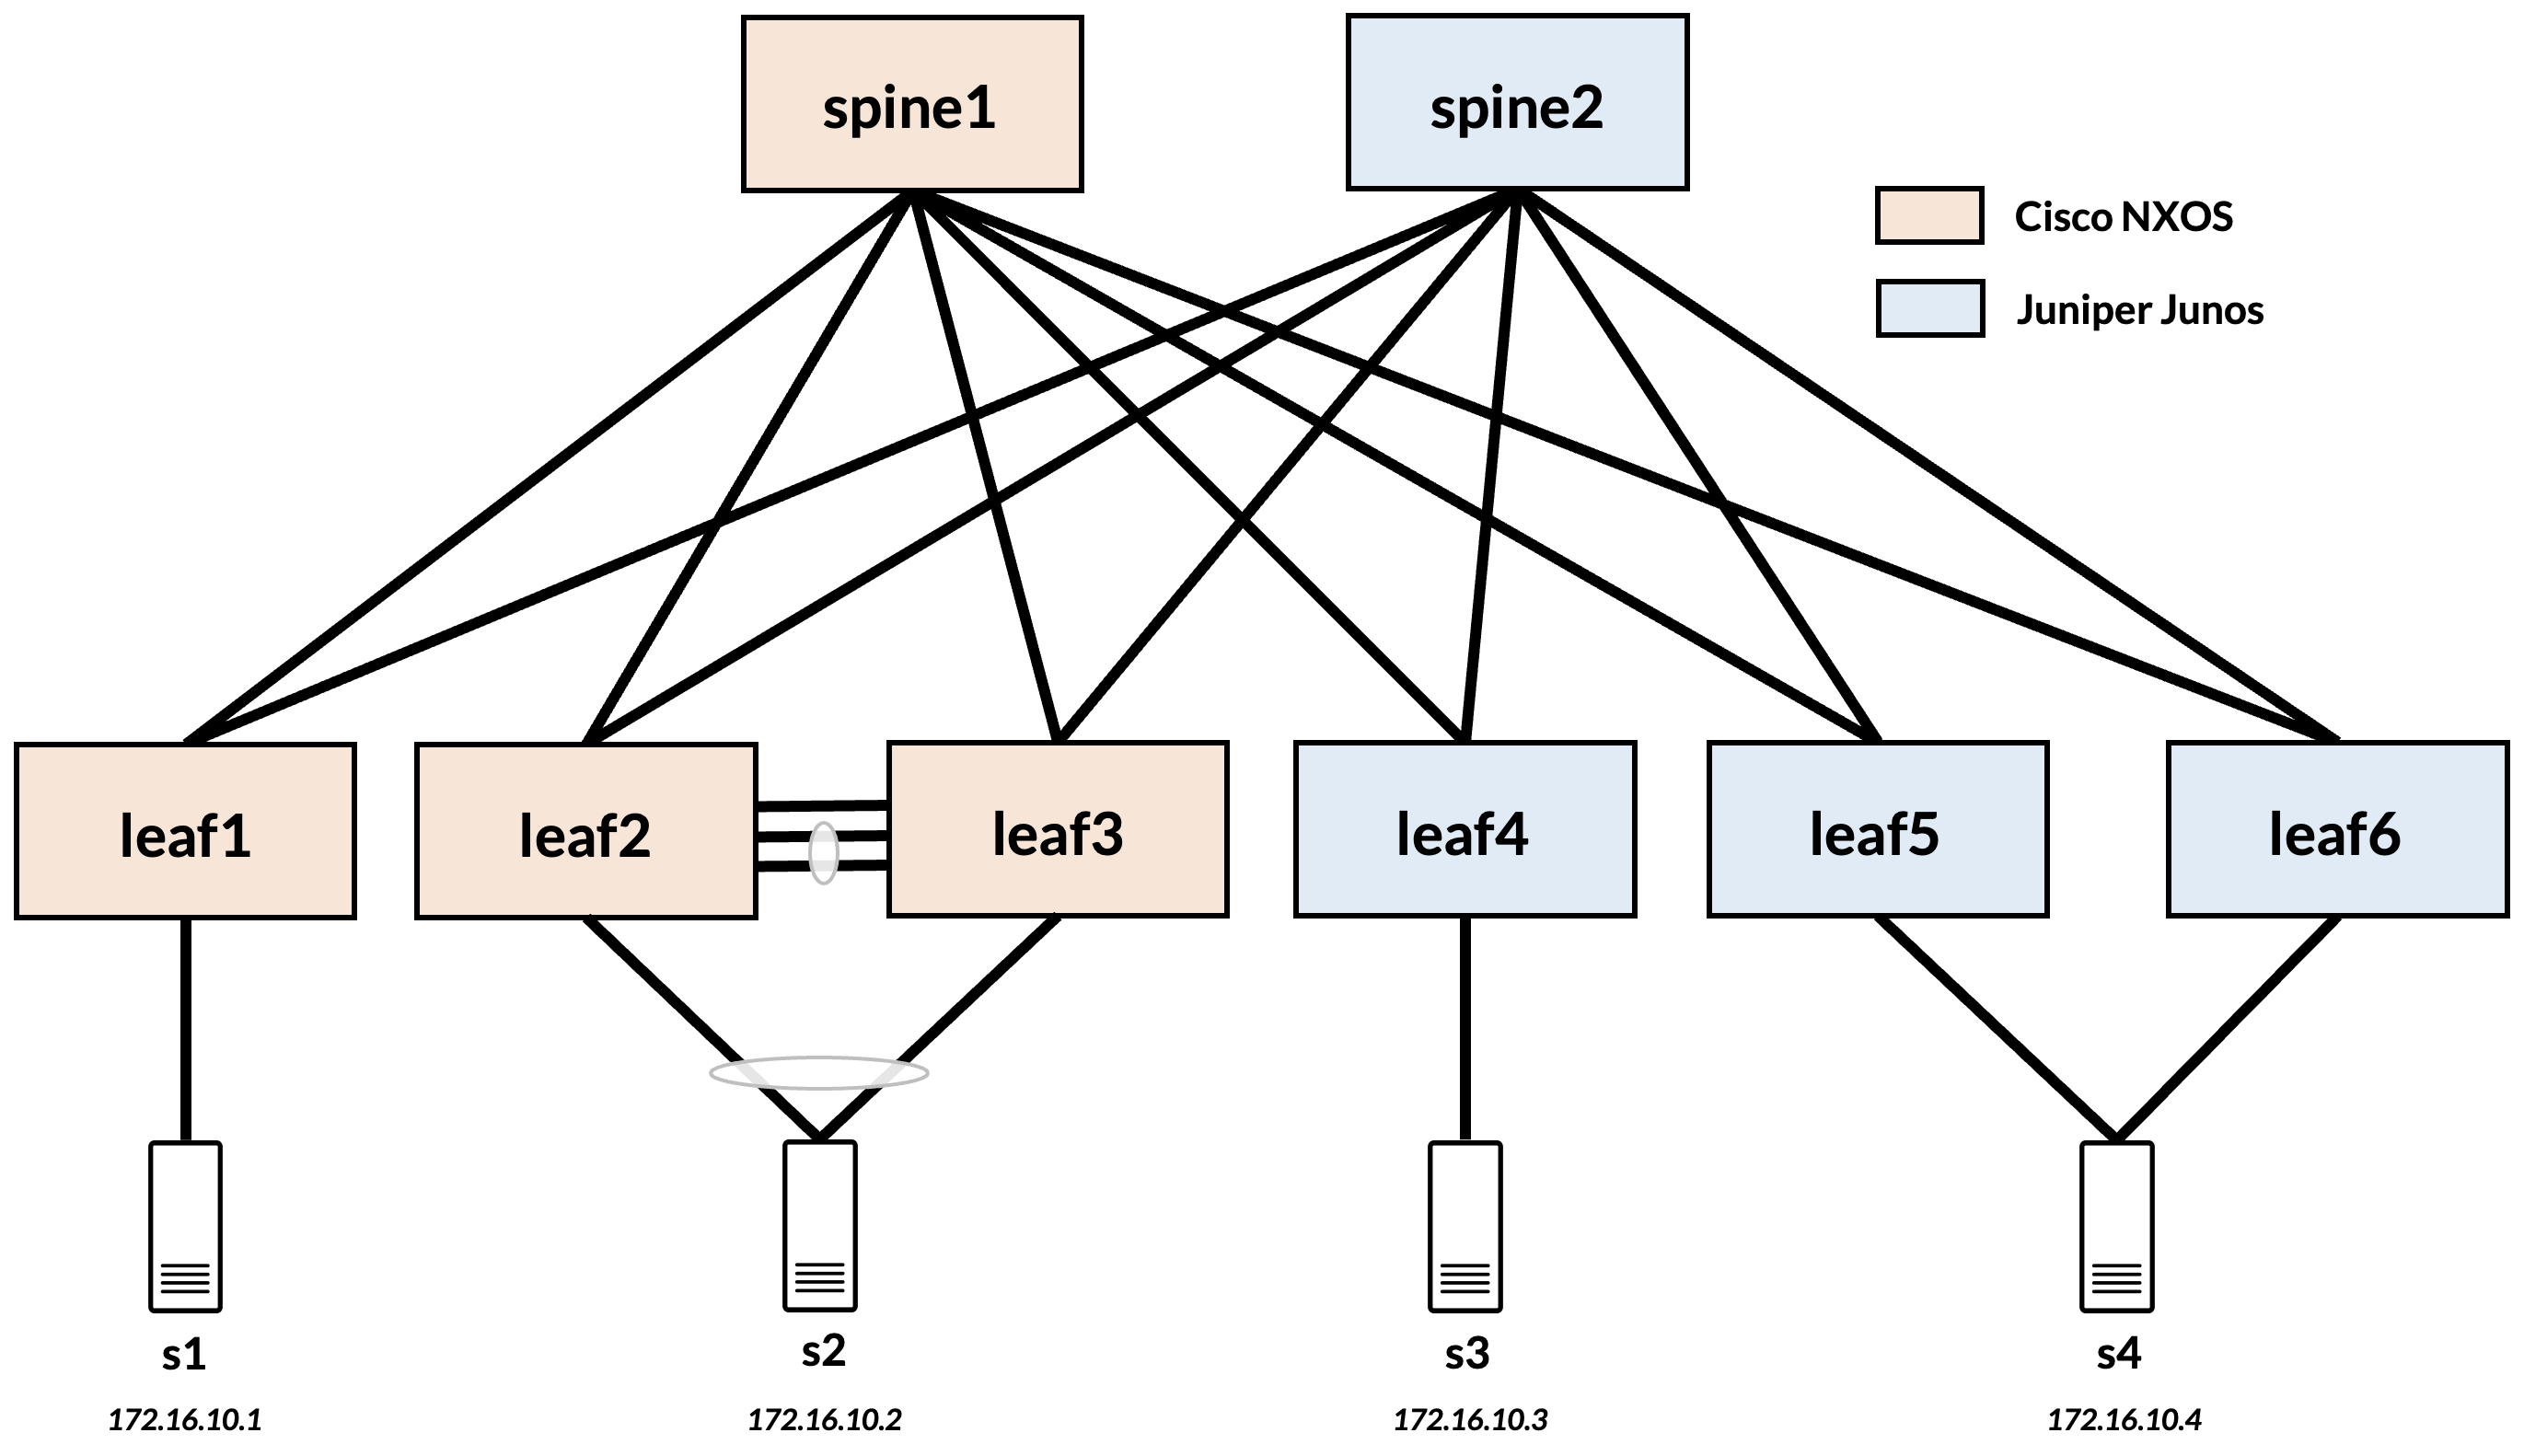 spine1
spine2
Cisco NXOS
Juniper Junos
leaf1
leaf2
leaf3
leaf4
leaf5
leaf6
s1
s2
s3
s4
172.16.10.1
172.16.10.2
172.16.10.3
172.16.10.4